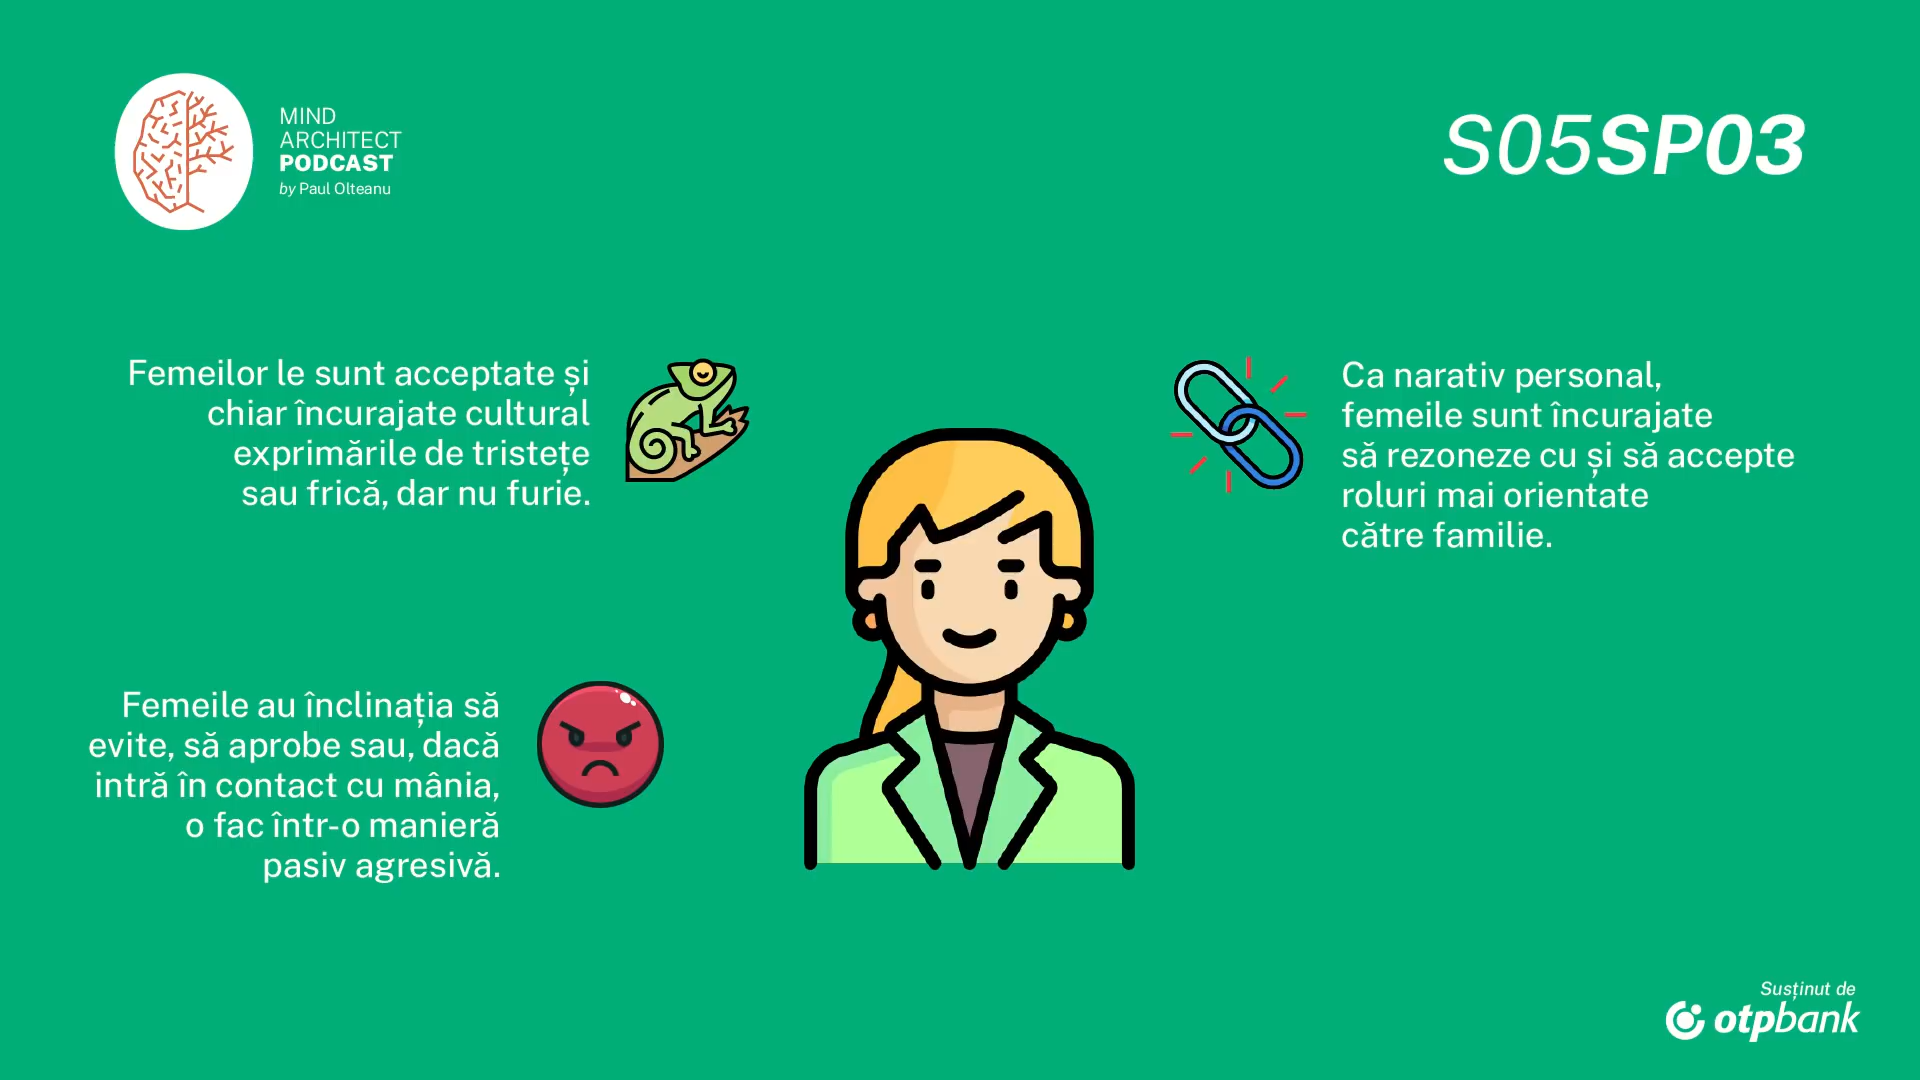 MIND
ARCHITECT
PODCAST
by Paul Olteanu
S05SP03
Femeilor le sunt acceptate și
chiar încurajate cultural
exprimările de tristețe
sau frică, dar nu furie.
Ca narativ personal,
femeile sunt încurajate
să rezoneze cu și să accepte
roluri mai orientate
către familie.
Femeile au înclinația să
evite, să aprobe sau, dacă
intră în contact cu mânia,
o fac într-o manieră
pasiv agresivă.
Susținut de
otpbank